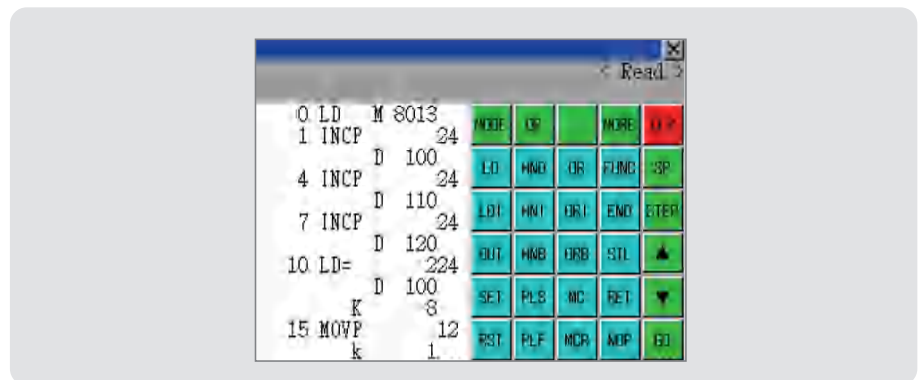 < Read >
0 LD M 8013
1 INCP 24
D 100
4 INCP 24
D 110
7 INCP 24
D 120
10 LD= 224
D 100
K 8
15 MOVP 12
k 1
MODE OP MORE
LD AND OR FUNC SP
LDI ANI ORI END STEP
OUT ANB ORB STL ▲
SET PLS MC RET ▼
RST PLF MCR NOP GO